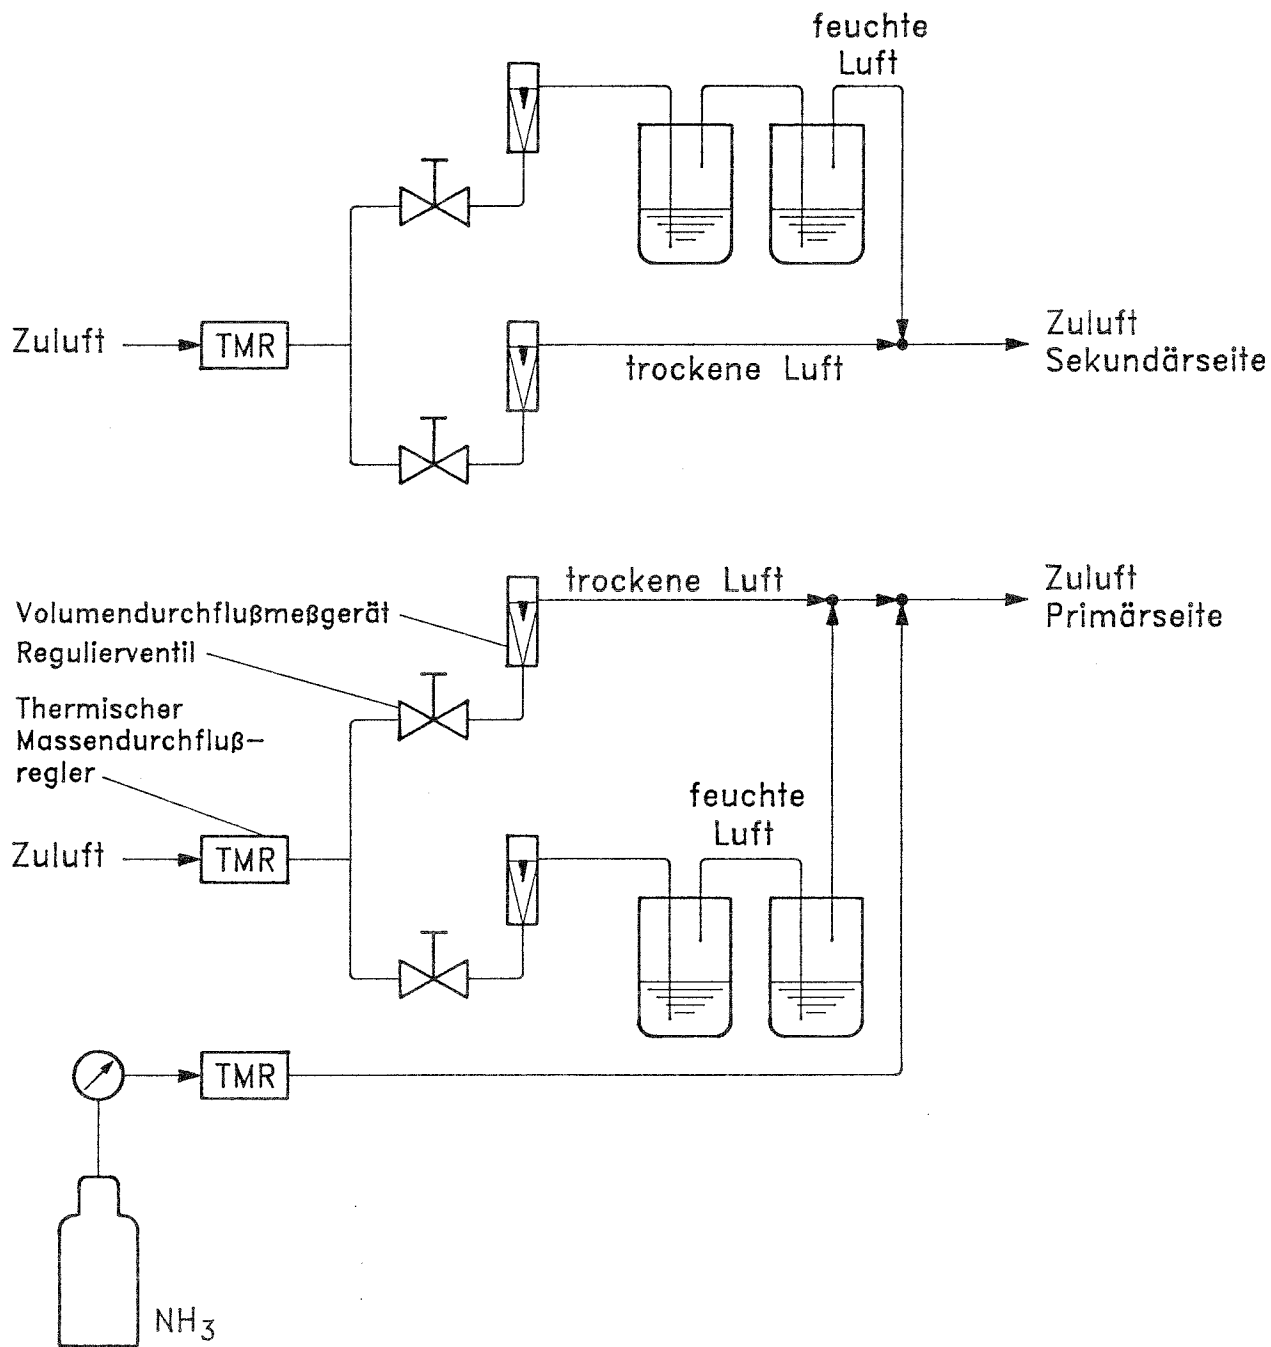 feuchte
Luft
Zuluft
TMR
trockene Luft
Zuluft
Sekundärseite
trockene Luft
Zuluft
Primärseite
Volumendurchflußmeßgerät
Regulierventil
Thermischer
Massendurchfluß-
regler
feuchte
Luft
Zuluft
TMR
TMR
NH₃